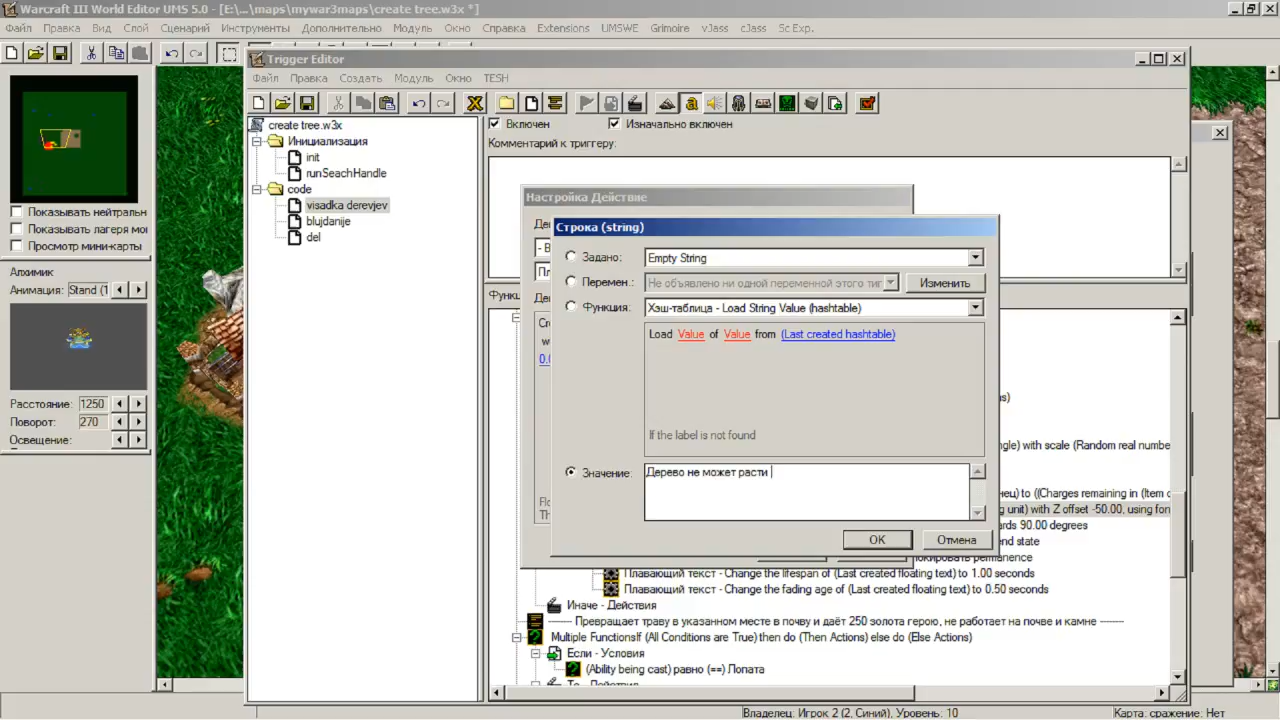 Warcraft III World Editor UMS 5.0 - [E:\...\maps\mywar3maps\create tree.w3x *]
Файл Правка Вид Слой Сценарий Инструменты Дополнительно Модуль Окно Справка Extensions UMSWE Grimoire vJass cJass Sc Exp.
Trigger Editor
Файл Правка Создать Модуль Окно TESH
create tree.w3x
Инициализация
init
runSeachHandle
code
visadka derevjev
blujdanije
del
Включен
Изначально включен
Комментарий к триггеру:
Показывать нейтральн
Показывать лагеря мо
Просмотр мини-карты
Алхимик
Анимация: Stand (1
Расстояние: 1250
Поворот: 270
Освещение:
Настройка Действие
Строка (string)
Задано: Empty String
Перемен.: Не объявлено ни одной переменной этого тип
Изменить
Функция: Хэш-таблица - Load String Value (hashtable)
Load Value of Value from (Last created hashtable)
If the label is not found
Значение: Дерево не может расти
OK Отмена
ngle) with scale (Random real numbe
нец) to ((Charges remaining in (Item c
g unit) with Z offset -50.00, using fon
rds 90.00 degrees
end state
локировать permanence
Плавающий текст - Change the lifespan of (Last created floating text) to 1.00 seconds
Плавающий текст - Change the fading age of (Last created floating text) to 0.50 seconds
Иначе - Действия
------- Превращает траву в указанном месте в почву и даёт 250 золота герою, не работает на почве и камне -------
Multiple FunctionsIf (All Conditions are True) then do (Then Actions) else do (Else Actions)
Если - Условия
(Ability being cast) равно (==) Лопата
То - Действия
Владелец: Игрок 2 (2, Синий), Уровень: 10
Карта: сражение: Нет